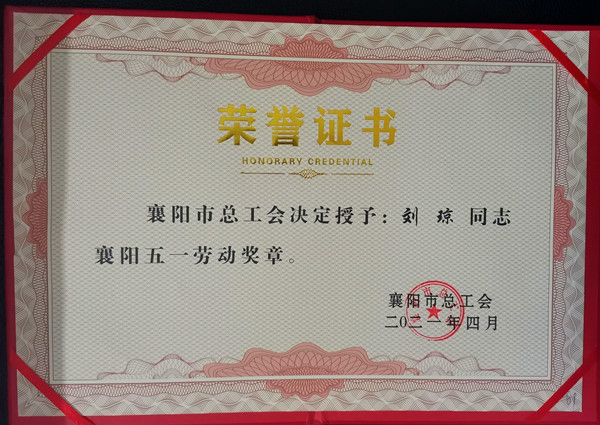 荣誉证书
HONORARY CREDENTIAL
襄阳市总工会决定授予：刘 琼 同志
襄阳五一劳动奖章。
襄阳市总工会
二〇二一年四月